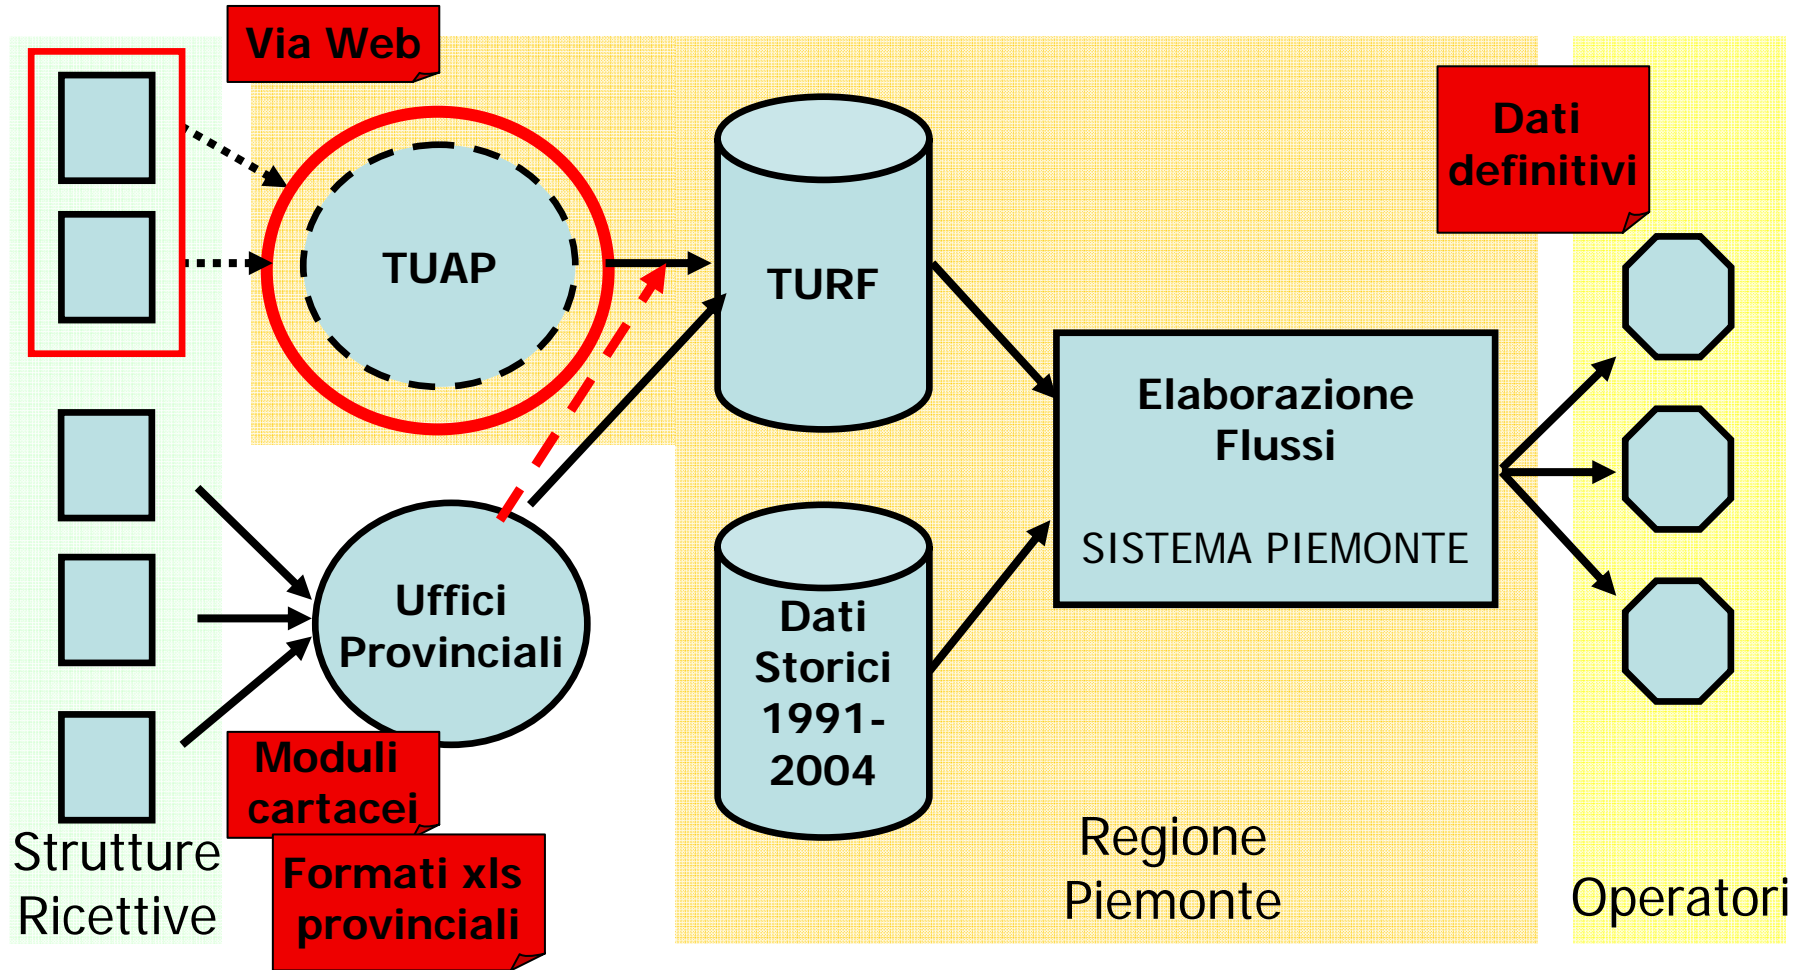 Via Web
Dati
definitivi
TUAP
TURF
Elaborazione
Flussi
SISTEMA PIEMONTE
Uffici
Provinciali
Dati
Storici
1991-
2004
Moduli
cartacei
Formati xls
provinciali
Strutture
Ricettive
Regione
Piemonte
Operatori